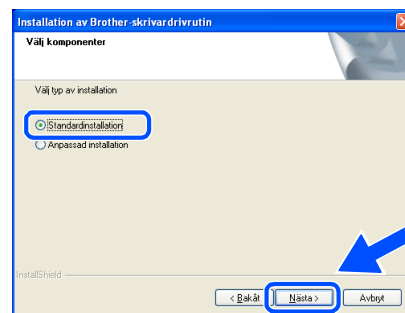 Installation av Brother-skrivardrivrutin
Välj komponenter
Välj typ av installation
Standardinstallation
Anpassad installation
InstallShield
< Bakåt Nästa > Avbryt